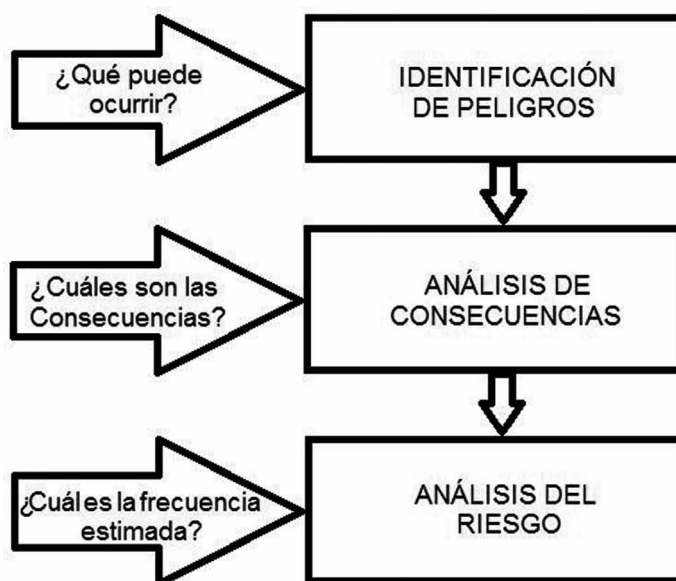 ¿Qué puede
ocurrir?
IDENTIFICACIÓN
DE PELIGROS
¿Cuáles son las
Consecuencias?
ANÁLISIS DE
CONSECUENCIAS
¿Cuál es la frecuencia
estimada?
ANÁLISIS DEL
RIESGO